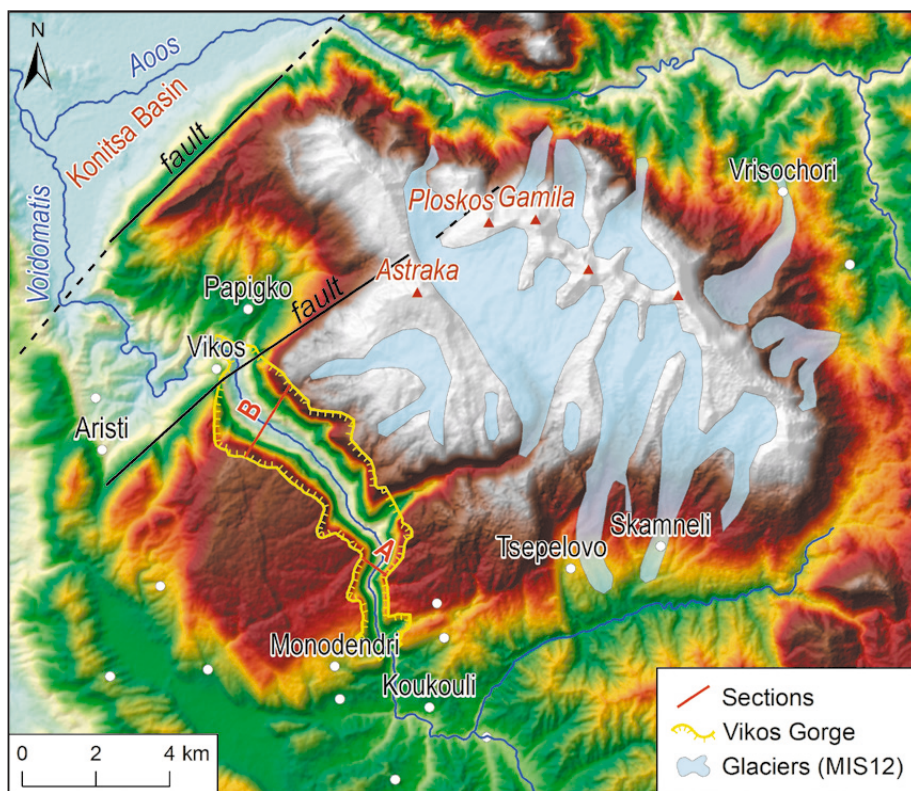 N
Aoos
Konitsa Basin
fault
Voidomatis
Vrisochori
Ploskos
Gamila
Astraka
Papigko
fault
Vikos
B
Aristi
A
Skamneli
Tsepelovo
Monodendri
Koukouli
Sections
Vikos Gorge
Glaciers (MIS12)
0 2 4 km